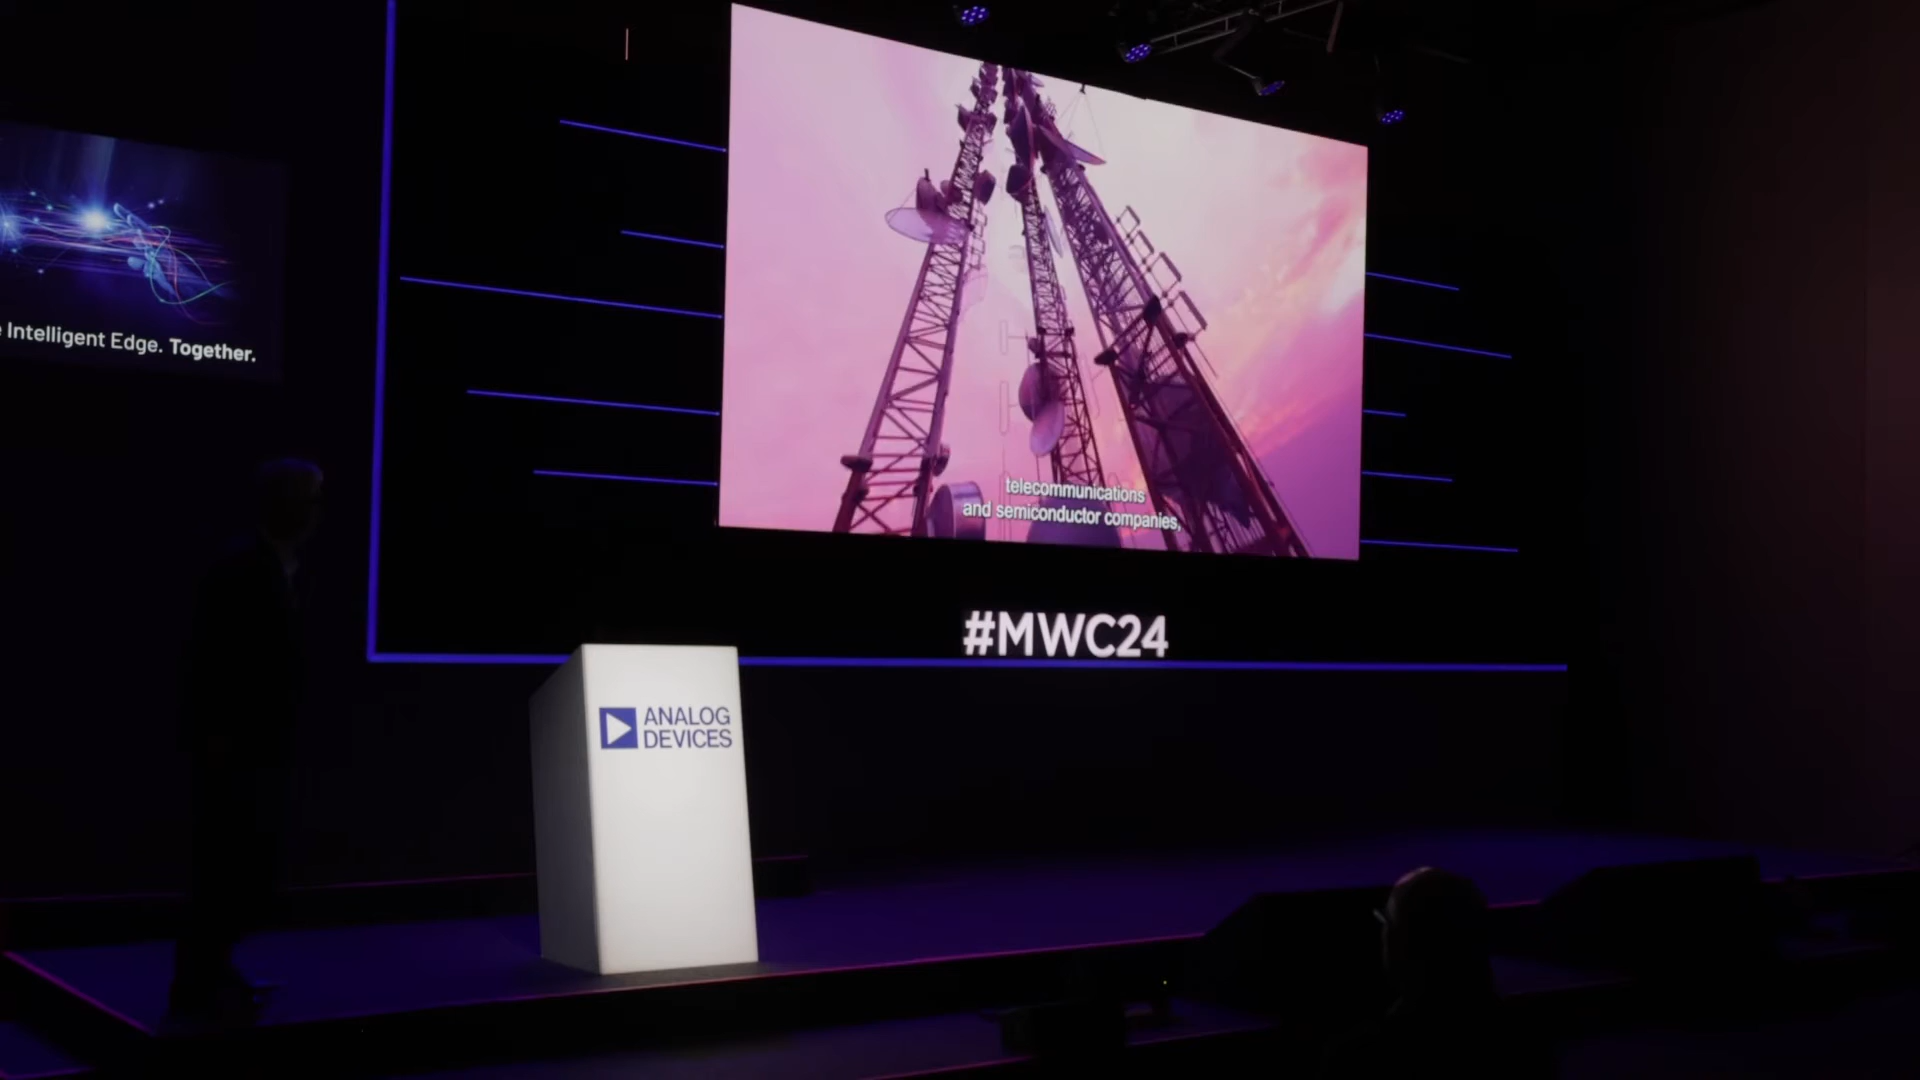 Intelligent Edge. Together.
telecommunications
and semiconductor companies,
#MWC24
ANALOG
DEVICES